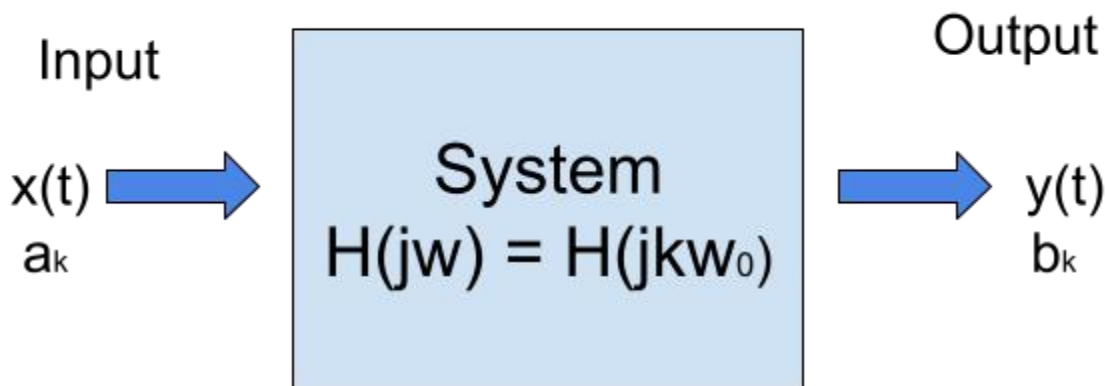 Input
Output
x(t)
System
y(t)
aₖ
H(jw) = H(jkw₀)
bₖ